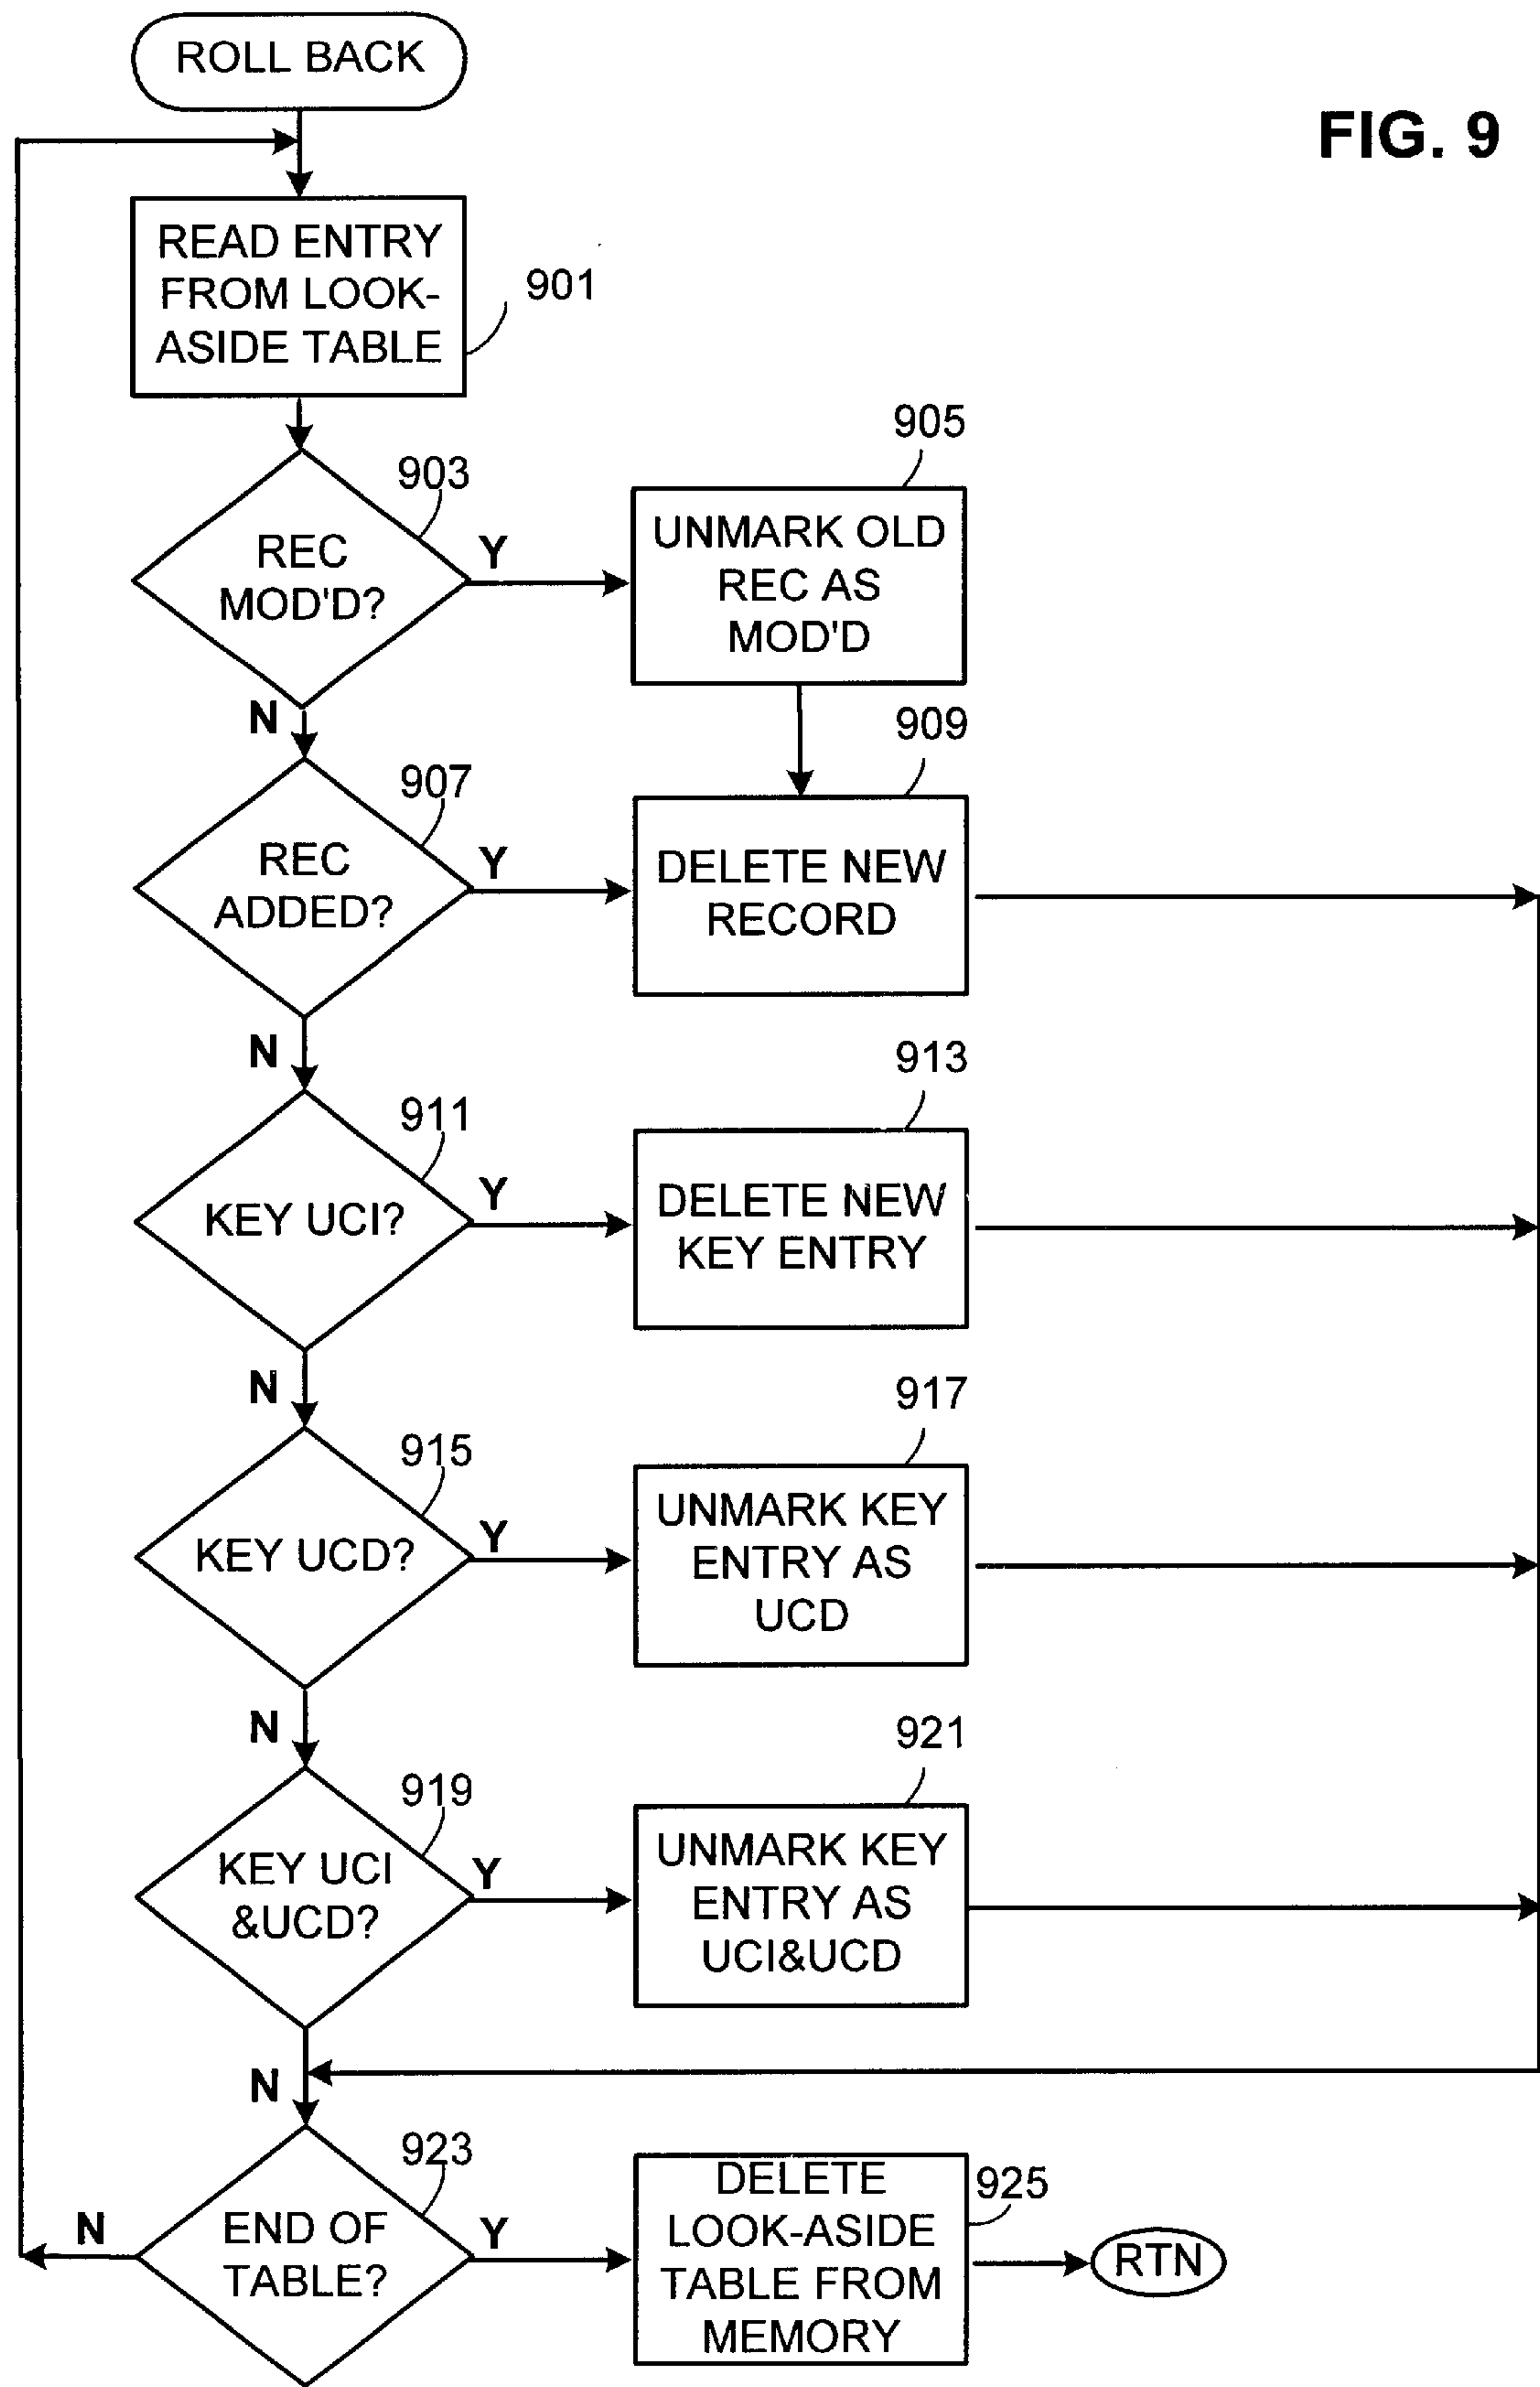 ROLL BACK
FIG. 9
READ ENTRY
FROM LOOK-
ASIDE TABLE
901
903
REC
MOD'D?
Y
N
905
UNMARK OLD
REC AS
MOD'D
907
REC
ADDED?
Y
N
909
DELETE NEW
RECORD
911
KEY UCI?
Y
N
913
DELETE NEW
KEY ENTRY
915
KEY UCD?
Y
N
917
UNMARK KEY
ENTRY AS
UCD
919
KEY UCI
&UCD?
Y
N
921
UNMARK KEY
ENTRY AS
UCI&UCD
923
END OF
TABLE?
N
Y
925
DELETE
LOOK-ASIDE
TABLE FROM
MEMORY
RTN